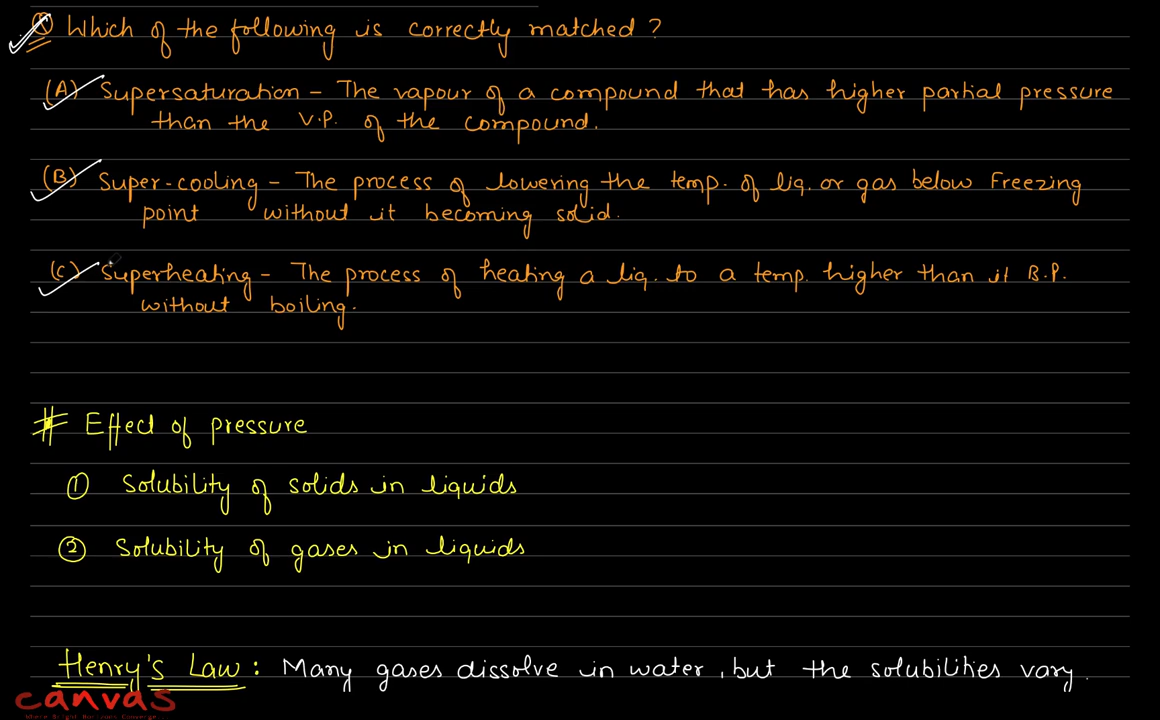 Q Which of the following is correctly matched ?
(A) Supersaturation - The vapour of a compound that has higher partial pressure
than the V.P. of the compound.
(B) Super-cooling - The process of lowering the temp. of liq. or gas below Freezing
point without it becoming solid.
(C) Superheating - The process of heating a liq. to a temp. higher than it B.P.
without boiling.
# Effect of pressure
① Solubility of solids in liquids
② Solubility of gases in liquids
Henry's Law : Many gases dissolve in water, but the solubilities vary.
canvas
Where Bright Horizons Converge...